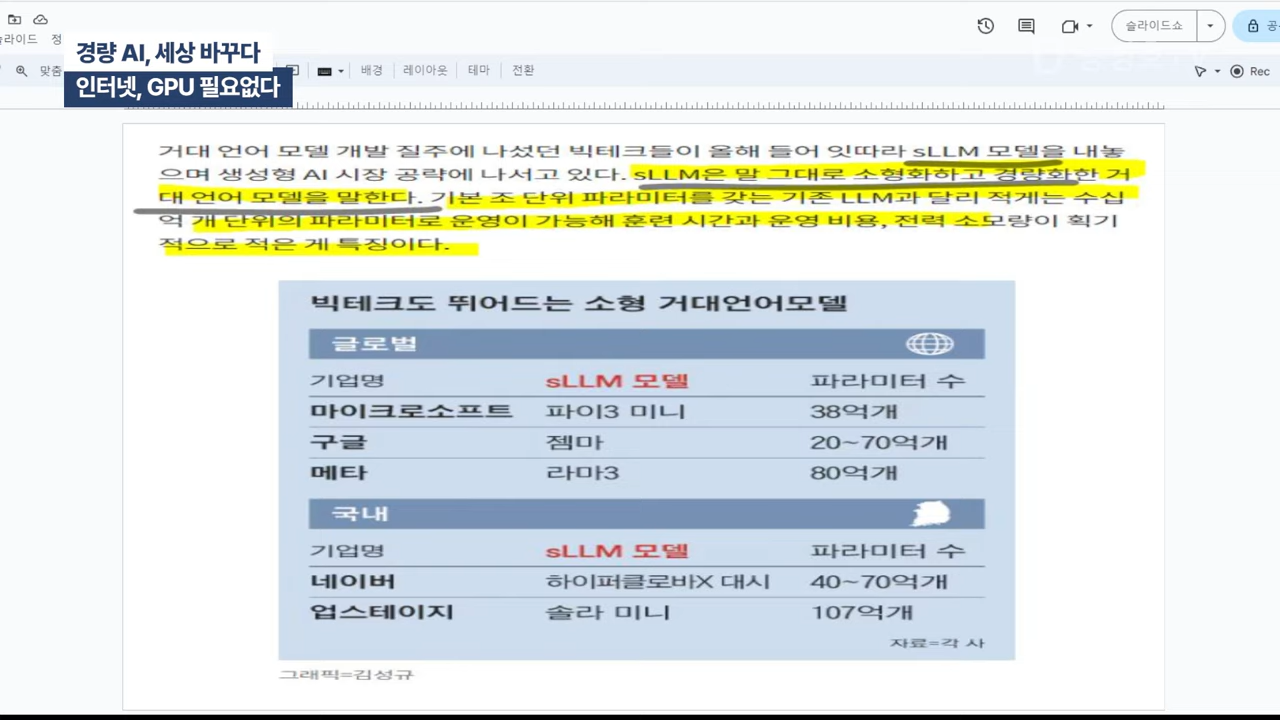 경량 AI, 세상 바꾸다
인터넷, GPU 필요없다
맞춤
배경
레이아웃
테마
전환
슬라이드쇼
Rec
거대 언어 모델 개발 질주에 나섰던 빅테크들이 올해 들어 잇따라 sLLM 모델을 내놓
으며 생성형 AI 시장 공략에 나서고 있다. sLLM은 말 그대로 소형화하고 경량화한 거
대 언어 모델을 말한다. 기본 조 단위 파라미터를 갖는 기존 LLM과 달리 적게는 수십
억 개 단위의 파라미터로 운영이 가능해 훈련 시간과 운영 비용, 전력 소모량이 획기
적으로 적은 게 특징이다.
빅테크도 뛰어드는 소형 거대언어모델
글로벌
기업명 sLLM 모델 파라미터 수
마이크로소프트 파이3 미니 38억개
구글 젬마 20~70억개
메타 라마3 80억개
국내
기업명 sLLM 모델 파라미터 수
네이버 하이퍼클로바X 대시 40~70억개
업스테이지 솔라 미니 107억개
자료=각 사
그래픽=김성규